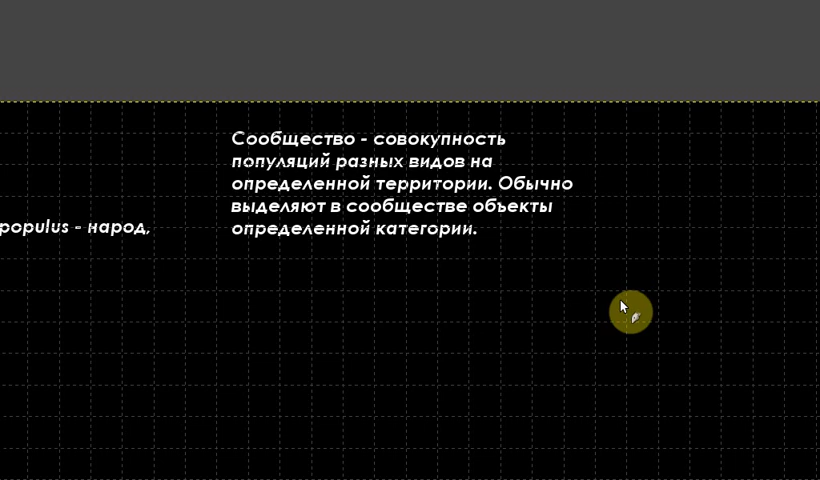 Сообщество - совокупность
популяций разных видов на
определенной территории. Обычно
выделяют в сообществе объекты
определенной категории.
populus - народ,